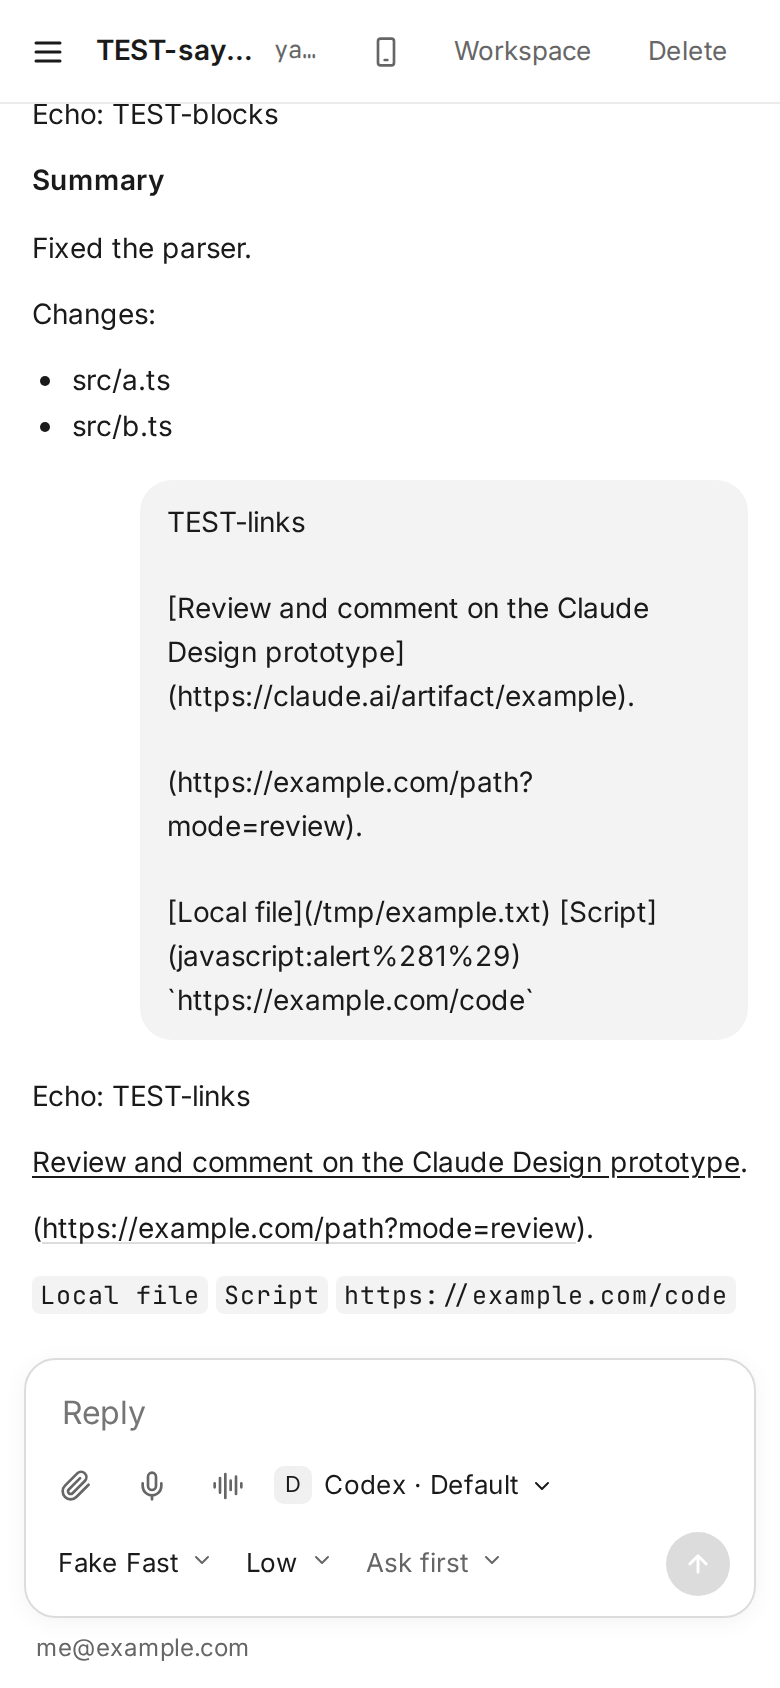 TEST-say... ya... Workspace Delete
Echo: TEST-blocks
Summary
Fixed the parser.
Changes:
• src/a.ts
• src/b.ts
TEST-links
[Review and comment on the Claude
Design prototype]
(https://claude.ai/artifact/example).
(https://example.com/path?
mode=review).
[Local file](/tmp/example.txt) [Script]
(javascript:alert%281%29)
`https://example.com/code`
Echo: TEST-links
Review and comment on the Claude Design prototype.
(https://example.com/path?mode=review).
Local file Script https://example.com/code
Reply
D Codex · Default
Fake Fast Low Ask first
me@example.com